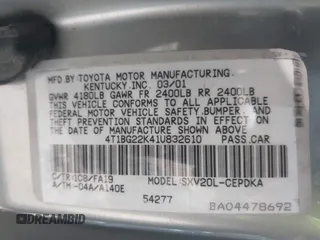 MFD.BY TOYOTA MOTOR MANUFACTURING.
KENTUCKY INC. 03/01
GVWR 4180LB GAWR FR 2400LB RR 2400LB
THIS VEHICLE CONFORMS TO ALL APPLICABLE
FEDERAL MOTOR VEHICLE SAFETY, BUMPER, AND
THEFT PREVENTION STANDARDS IN EFFECT ON
THE DATE OF MANUFACTURE SHOWN ABOVE.
4T1BG22K41U832610 PASS.CAR
C/TR:1C8/FA19 MODEL:SXV20L-CEPDKA
A/TM:-04A/A140E
54277
BA04478692